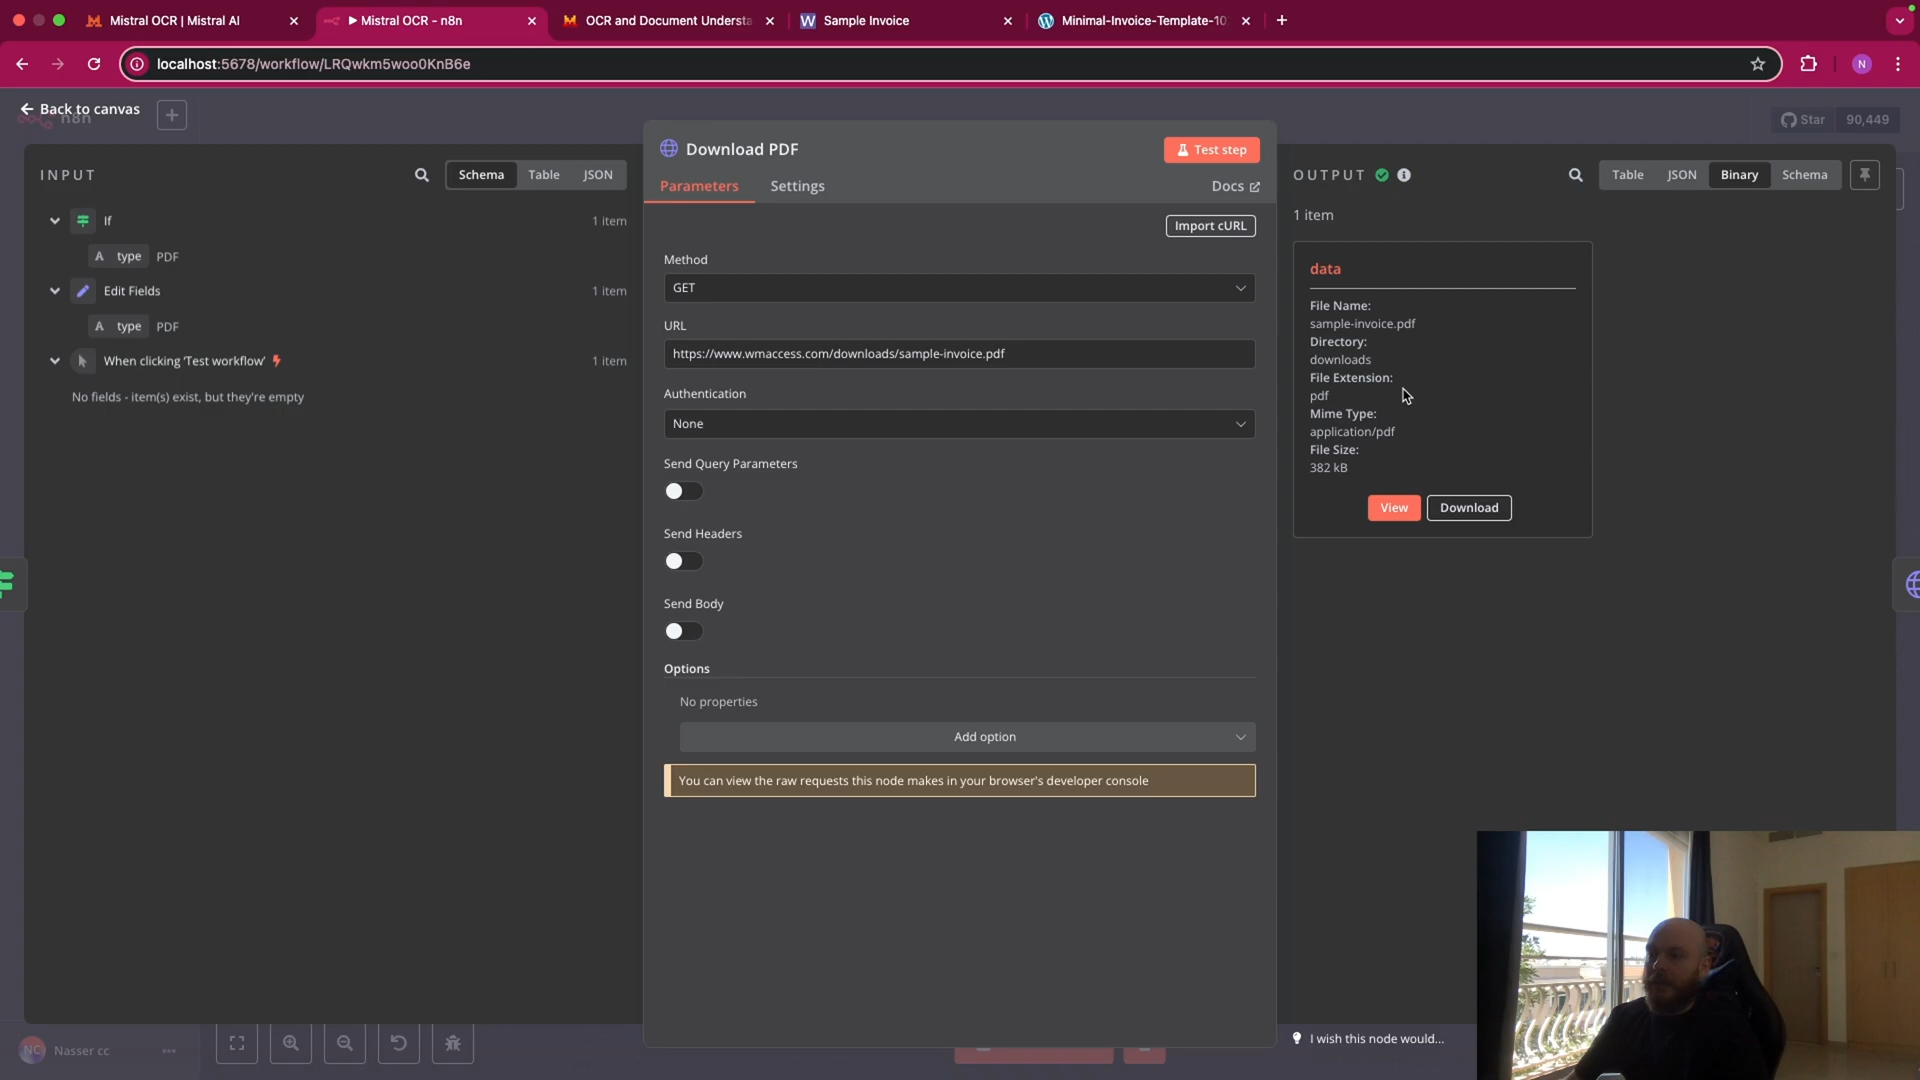 Mistral OCR | Mistral AI
Mistral OCR - n8n
OCR and Document Understa
Sample Invoice
Minimal-Invoice-Template-10
localhost:5678/workflow/LRQwkm5woo0KnB6e
N
Back to canvas
n8n
Star 90,449
INPUT
Schema Table JSON
If 1 item
A type PDF
Edit Fields 1 item
A type PDF
When clicking ‘Test workflow’ 1 item
No fields - item(s) exist, but they're empty
Download PDF
Test step
Parameters Settings Docs
Import cURL
Method
GET
URL
https://www.wmaccess.com/downloads/sample-invoice.pdf
Authentication
None
Send Query Parameters
Send Headers
Send Body
Options
No properties
Add option
You can view the raw requests this node makes in your browser's developer console
OUTPUT
Table JSON Binary Schema
1 item
data
File Name:
sample-invoice.pdf
Directory:
downloads
File Extension:
pdf
Mime Type:
application/pdf
File Size:
382 kB
View Download
NC Nasser cc
I wish this node would...